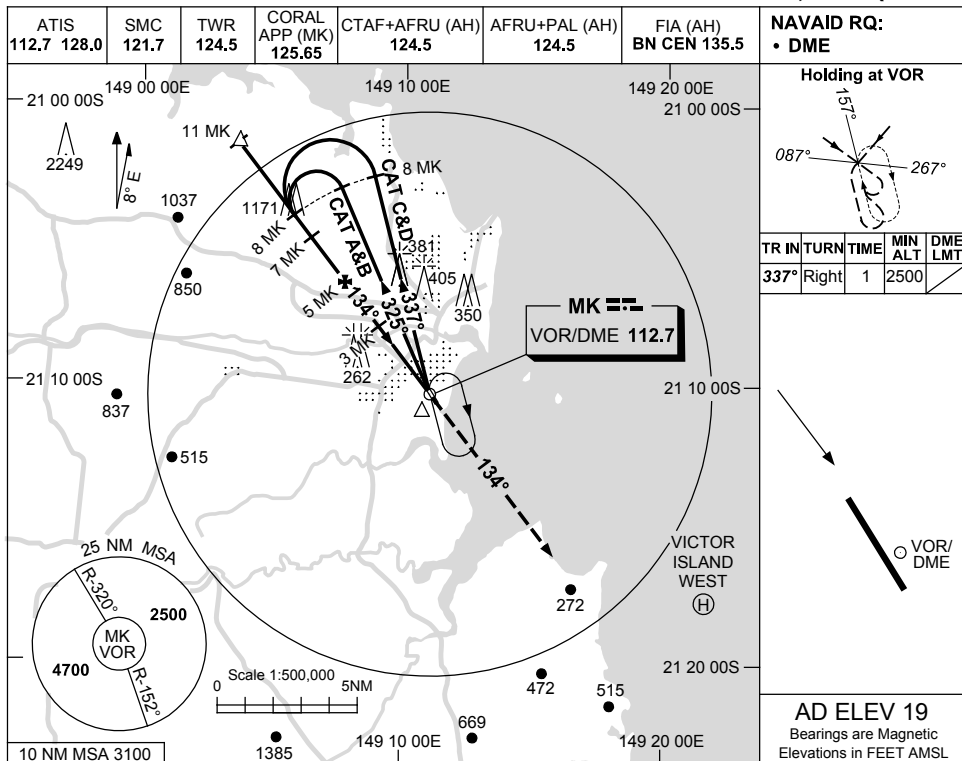 ATIS
112.7 128.0
SMC
121.7
TWR
124.5
CORAL
APP (MK)
125.65
CTAF+AFRU (AH)
124.5
AFRU+PAL (AH)
124.5
FIA (AH)
BN CEN 135.5
NAVAID RQ:
• DME
149 00 00E
149 10 00E
149 20 00E
21 00 00S
21 00 00S
2249
8° E
11 MK
1037
1171
8 MK
8 MK
CAT C&D
CAT A&B
7 MK
850
381
405
350
5 MK
134°
325°
337°
3 MK
262
MK
VOR/DME 112.7
21 10 00S
21 10 00S
837
515
134°
VICTOR
ISLAND
WEST
H
272
25 NM MSA
R-320°
2500
MK
VOR
4700
R-152°
Scale 1:500,000
0
5NM
21 20 00S
472
515
669
1385
149 10 00E
149 20 00E
10 NM MSA 3100
Holding at VOR
157°
087°
267°
TR IN TURN TIME MIN ALT DME LMT
337° Right 1 2500
VOR/
DME
AD ELEV 19
Bearings are Magnetic
Elevations in FEET AMSL